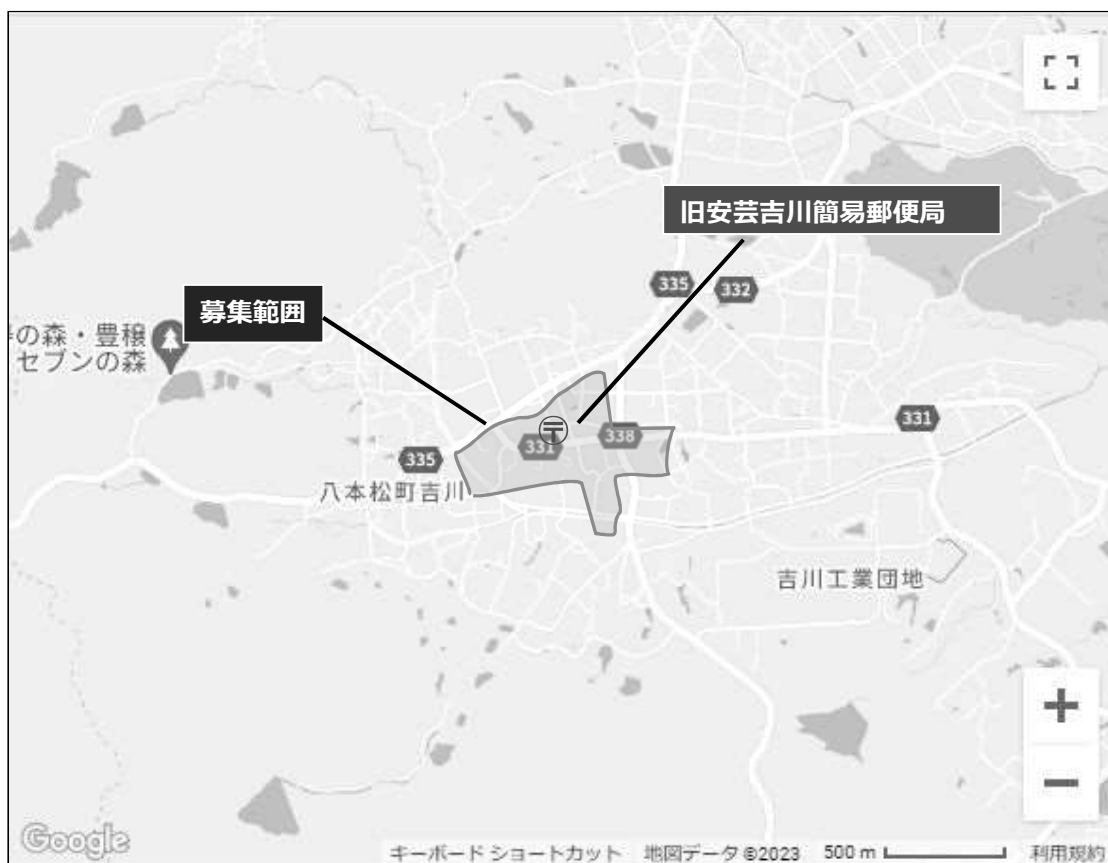 旧安芸吉川簡易郵便局
335
332
募集範囲
の森・豊穣
セブンの森
331
331
338
335
八本松町吉川
吉川工業団地
+
−
Google
キーボード ショートカット 地図データ ©2023 500 m 利用規約